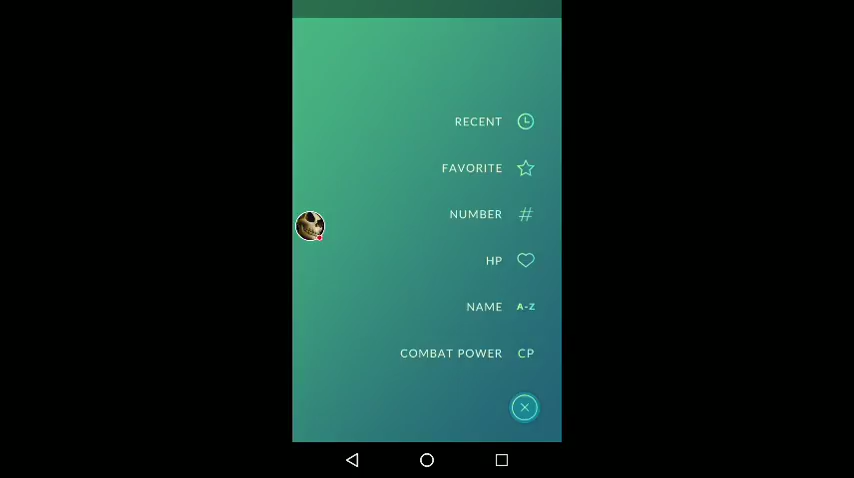 RECENT
FAVORITE
NUMBER #
HP
NAME A-Z
COMBAT POWER CP